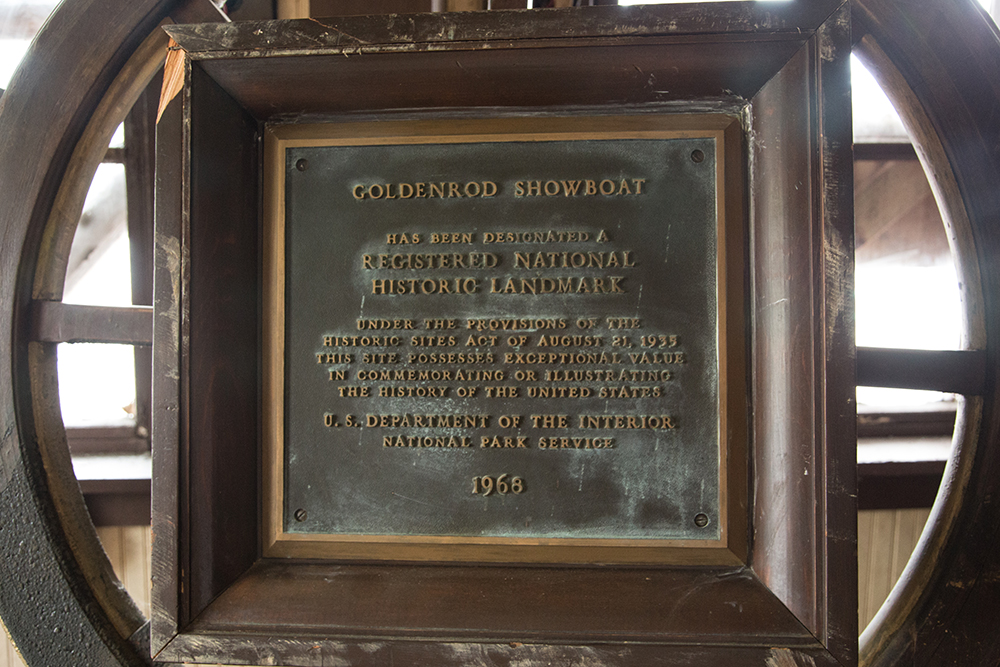 GOLDENROD SHOWBOAT
HAS BEEN DESIGNATED A
REGISTERED NATIONAL
HISTORIC LANDMARK
UNDER THE PROVISIONS OF THE
HISTORIC SITES ACT OF AUGUST 21, 1935
THIS SITE POSSESSES EXCEPTIONAL VALUE
IN COMMEMORATING OR ILLUSTRATING
THE HISTORY OF THE UNITED STATES
U. S. DEPARTMENT OF THE INTERIOR
NATIONAL PARK SERVICE
1968